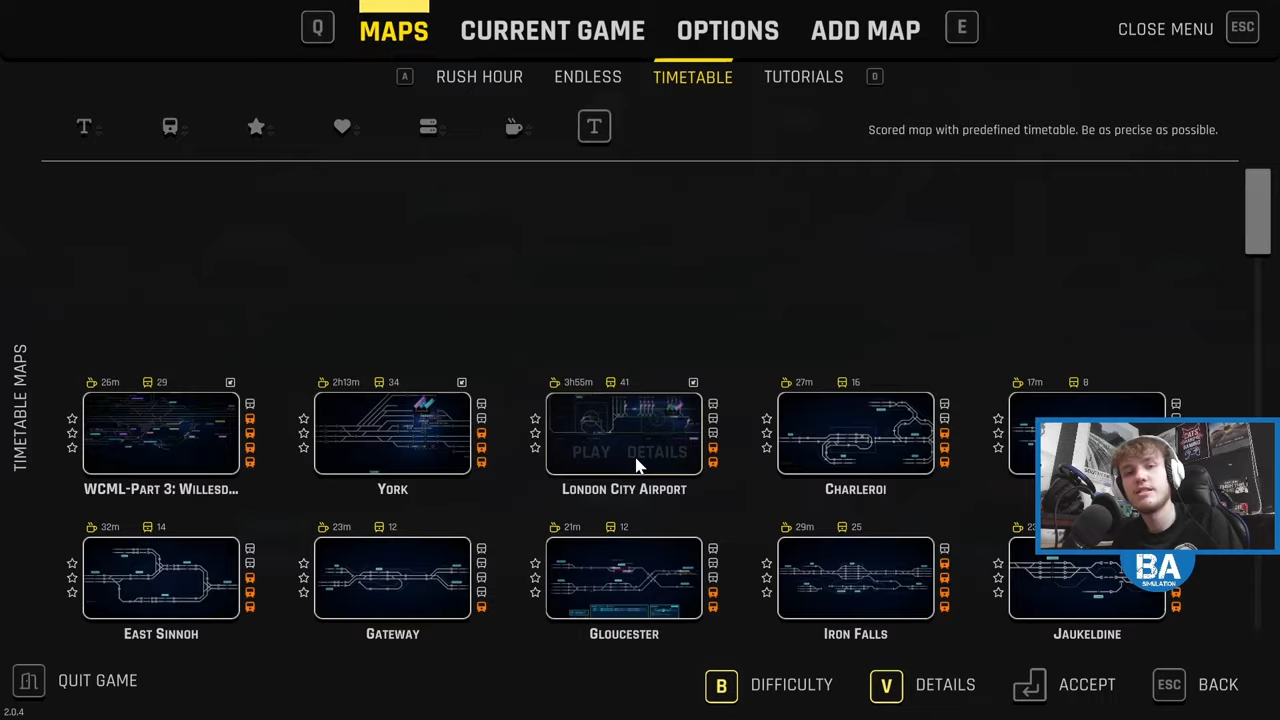 Q MAPS CURRENT GAME OPTIONS ADD MAP E CLOSE MENU ESC
A RUSH HOUR ENDLESS TIMETABLE TUTORIALS D
T T Scored map with predefined timetable. Be as precise as possible.
TIMETABLE MAPS
26m 29 2h13m 34 3h55m 41 27m 16 17m 8
PLAY DETAILS
WCML-Part 3: Willesd... York London City Airport Charleroi
32m 14 23m 12 21m 12 29m 25
BA
SIMULATION
East Sinnoh Gateway Gloucester Iron Falls Jaukeldine
QUIT GAME B DIFFICULTY V DETAILS ACCEPT ESC BACK
2.0.4